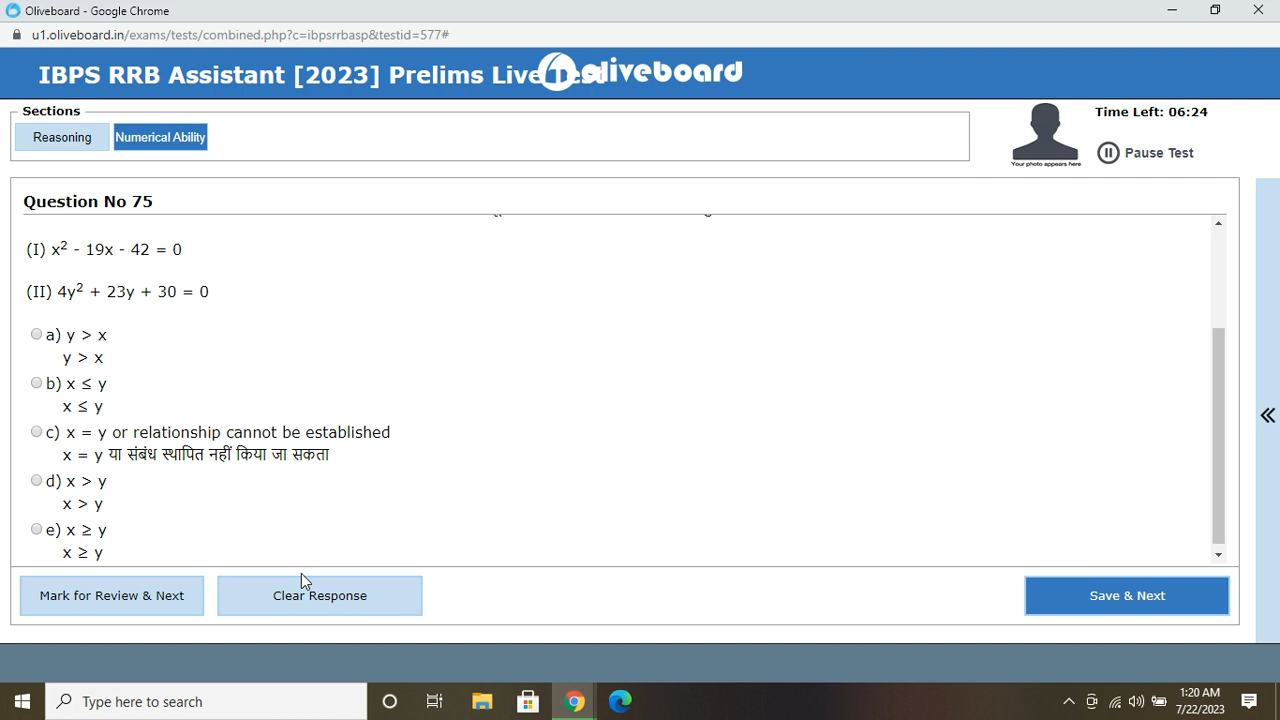 Oliveboard - Google Chrome
u1.oliveboard.in/exams/tests/combined.php?c=ibpsrrbasp&testid=577#
IBPS RRB Assistant [2023] Prelims Live
oliveboard
Sections
Reasoning
Numerical Ability
Your photo appears here
Time Left: 06:24
Pause Test
Question No 75
(I) x² - 19x - 42 = 0
(II) 4y² + 23y + 30 = 0
a) y > x
y > x
b) x ≤ y
x ≤ y
c) x = y or relationship cannot be established
x = y या संबंध स्थापित नहीं किया जा सकता
d) x > y
x > y
e) x ≥ y
x ≥ y
Mark for Review & Next
Clear Response
Save & Next
Type here to search
1:20 AM
7/22/2023